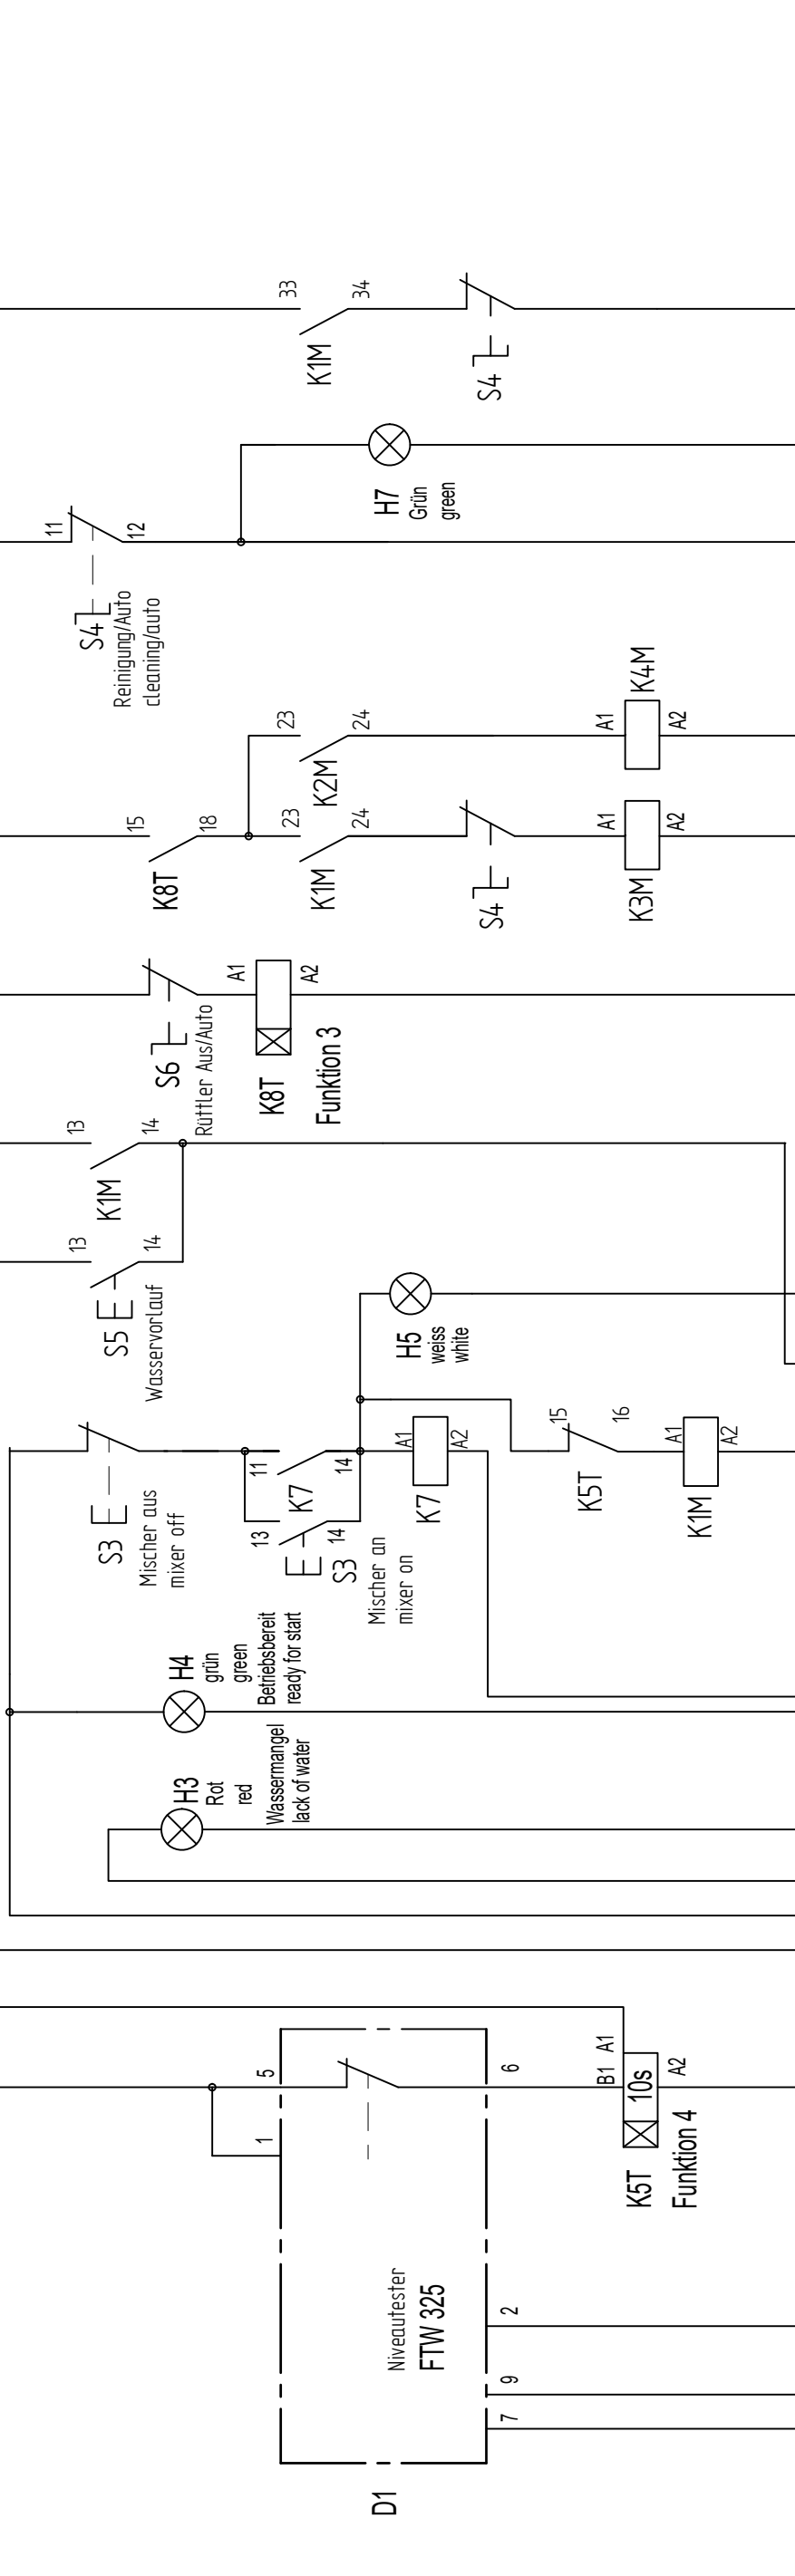 33
K1M
34
S4
H7
Grün
green
11
12
S4
Reinigung/Auto
cleaning/auto
23
K2M
24
A1
K4M
A2
15
K8T
18
23
K1M
24
S4
A1
K3M
A2
S6
Rüttler Aus/Auto
A1
A2
K8T
Funktion 3
13
K1M
14
13
14
S5
Wasservorlauf
H5
weiss
white
S3
Mischer aus
mixer off
11
K7
14
13
14
S3
Mischer an
mixer on
A1
A2
K7
15
16
K5T
A1
A2
K1M
H4
grün
green
Betriebsbereit
ready for start
H3
Rot
red
Wassermangel
lack of water
5
1
6
B1 A1
10s
A2
K5T
Funktion 4
Niveautester
FTW 325
2
9
7
D1